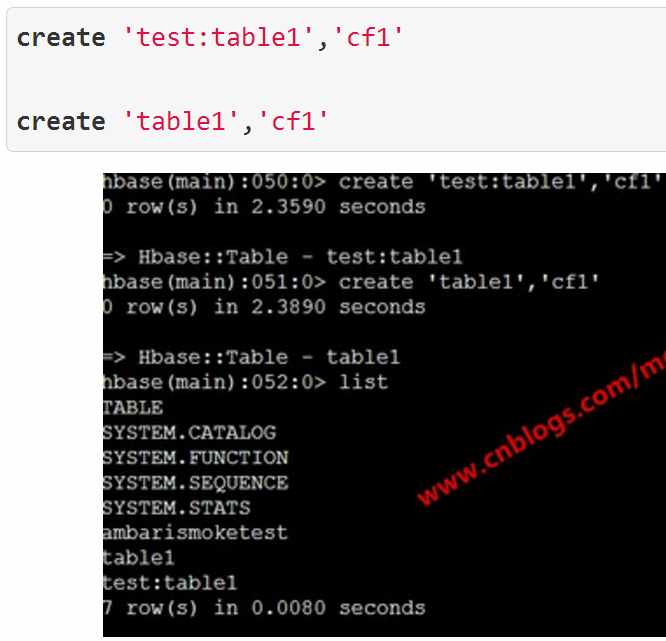 create 'test:table1','cf1'
create 'table1','cf1'
hbase(main):050:0> create 'test:table1','cf1'
0 row(s) in 2.3590 seconds
=> Hbase::Table - test:table1
hbase(main):051:0> create 'table1','cf1'
0 row(s) in 2.3890 seconds
=> Hbase::Table - table1
hbase(main):052:0> list
TABLE
SYSTEM.CATALOG
SYSTEM.FUNCTION
SYSTEM.SEQUENCE
SYSTEM.STATS
ambarismoketest
table1
test:table1
7 row(s) in 0.0080 seconds
www.cnblogs.com/